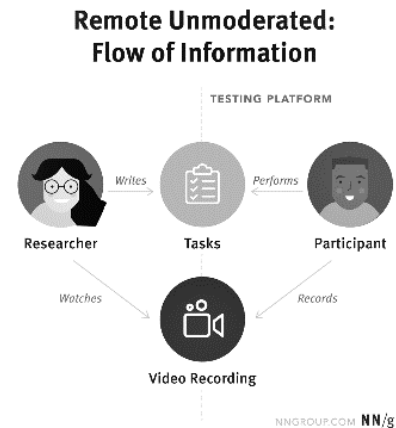 Remote Unmoderated:
Flow of Information
TESTING PLATFORM
Writes
Performs
Researcher
Tasks
Participant
Watches
Records
Video Recording
NNGROUP.COM NN/g